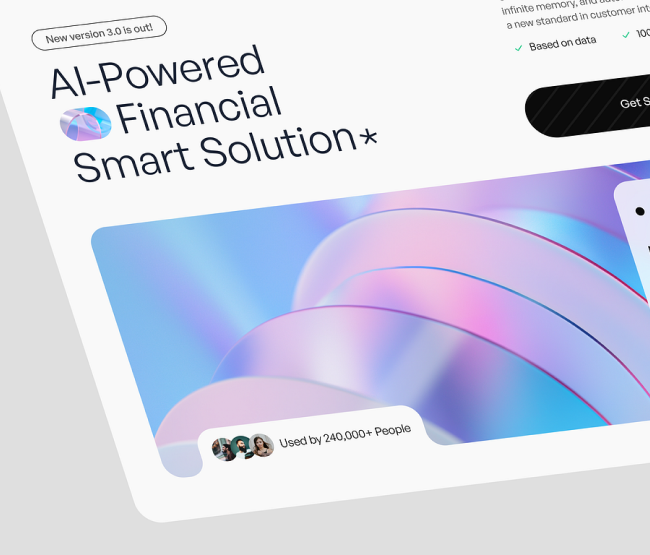 New version 3.0 is out!
AI-Powered
Financial
Smart Solution*
infinite memory, and
a new standard in customer
Based on data
Get
Used by 240,000+ People